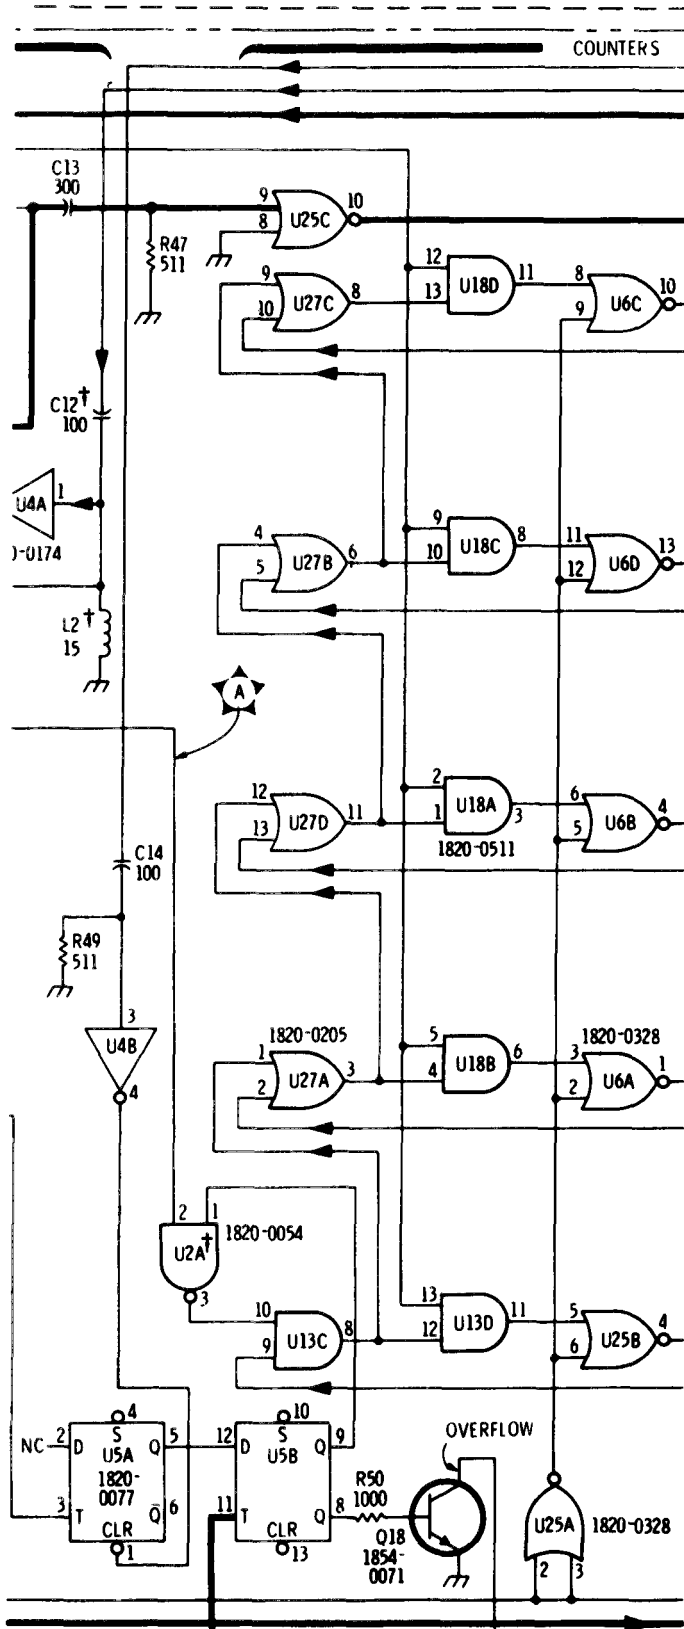 COUNTERS
C13
300
9
8
U25C
10
R47
511
9
10
U27C
8
12
13
U18D
11
8
9
U6C
10
C12†
100
U4A
1
)-0174
4
5
U27B
6
9
10
U18C
8
11
12
U6D
13
L2†
15
A
12
13
U27D
11
2
1
U18A
3
1820-0511
6
5
U6B
4
C14
100
R49
511
3
U4B
4
1820-0205
1
2
U27A
3
5
4
U18B
6
1820-0328
3
2
U6A
1
2
1
U2A†
1820-0054
3
10
9
U13C
8
13
12
U13D
11
5
6
U25B
4
NC
2
D
4
S
U5A
1820-
0077
Q
5
3
T
Q̅
6
CLR
1
12
D
10
S
U5B
Q
9
11
T
Q
8
CLR
13
R50
1000
OVERFLOW
Q18
1854-
0071
U25A
1820-0328
2
3